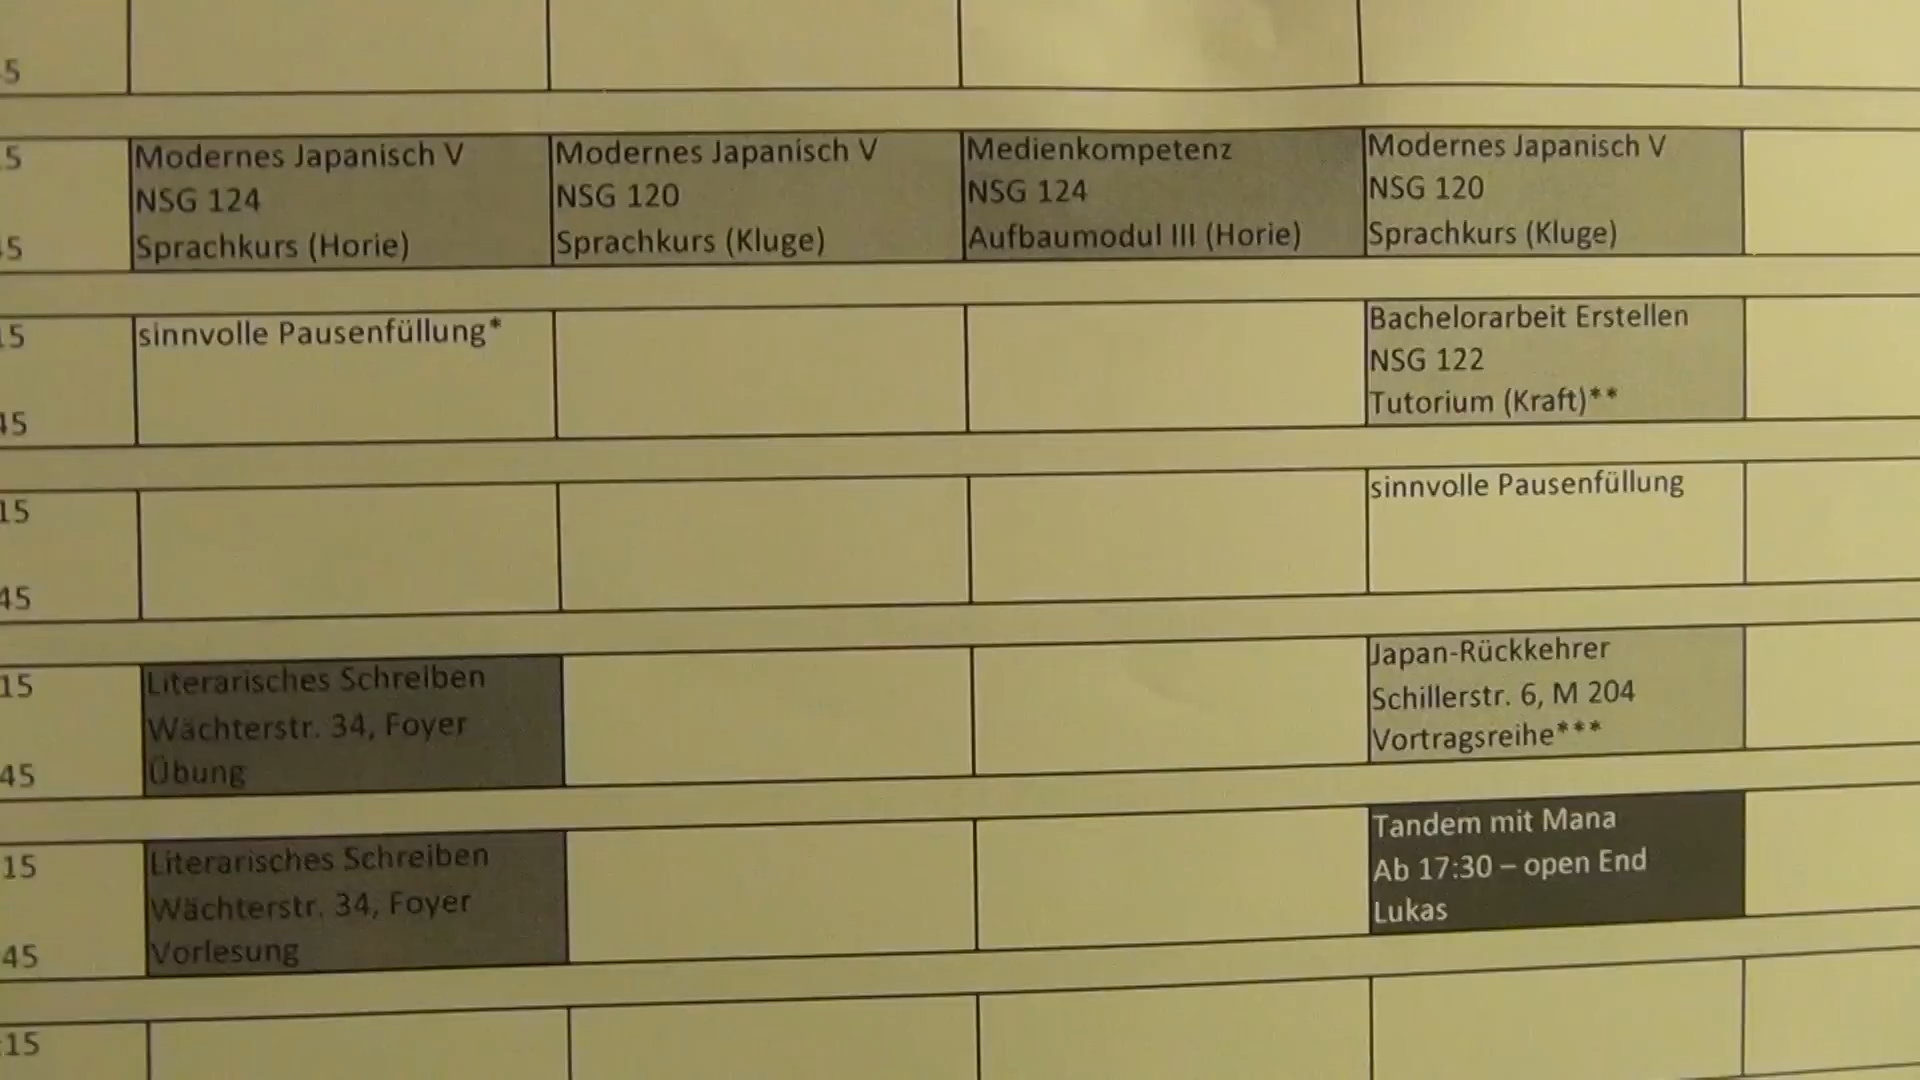 5
15
Modernes Japanisch V
NSG 124
Sprachkurs (Horie)
Modernes Japanisch V
NSG 120
Sprachkurs (Kluge)
Medienkompetenz
NSG 124
Aufbaumodul III (Horie)
Modernes Japanisch V
NSG 120
Sprachkurs (Kluge)
45
15
sinnvolle Pausenfüllung*
Bachelorarbeit Erstellen
NSG 122
Tutorium (Kraft)**
45
15
sinnvolle Pausenfüllung
45
15
Literarisches Schreiben
Wächterstr. 34, Foyer
Übung
Japan-Rückkehrer
Schillerstr. 6, M 204
Vortragsreihe***
45
15
Literarisches Schreiben
Wächterstr. 34, Foyer
Vorlesung
Tandem mit Mana
Ab 17:30 – open End
Lukas
45
:15